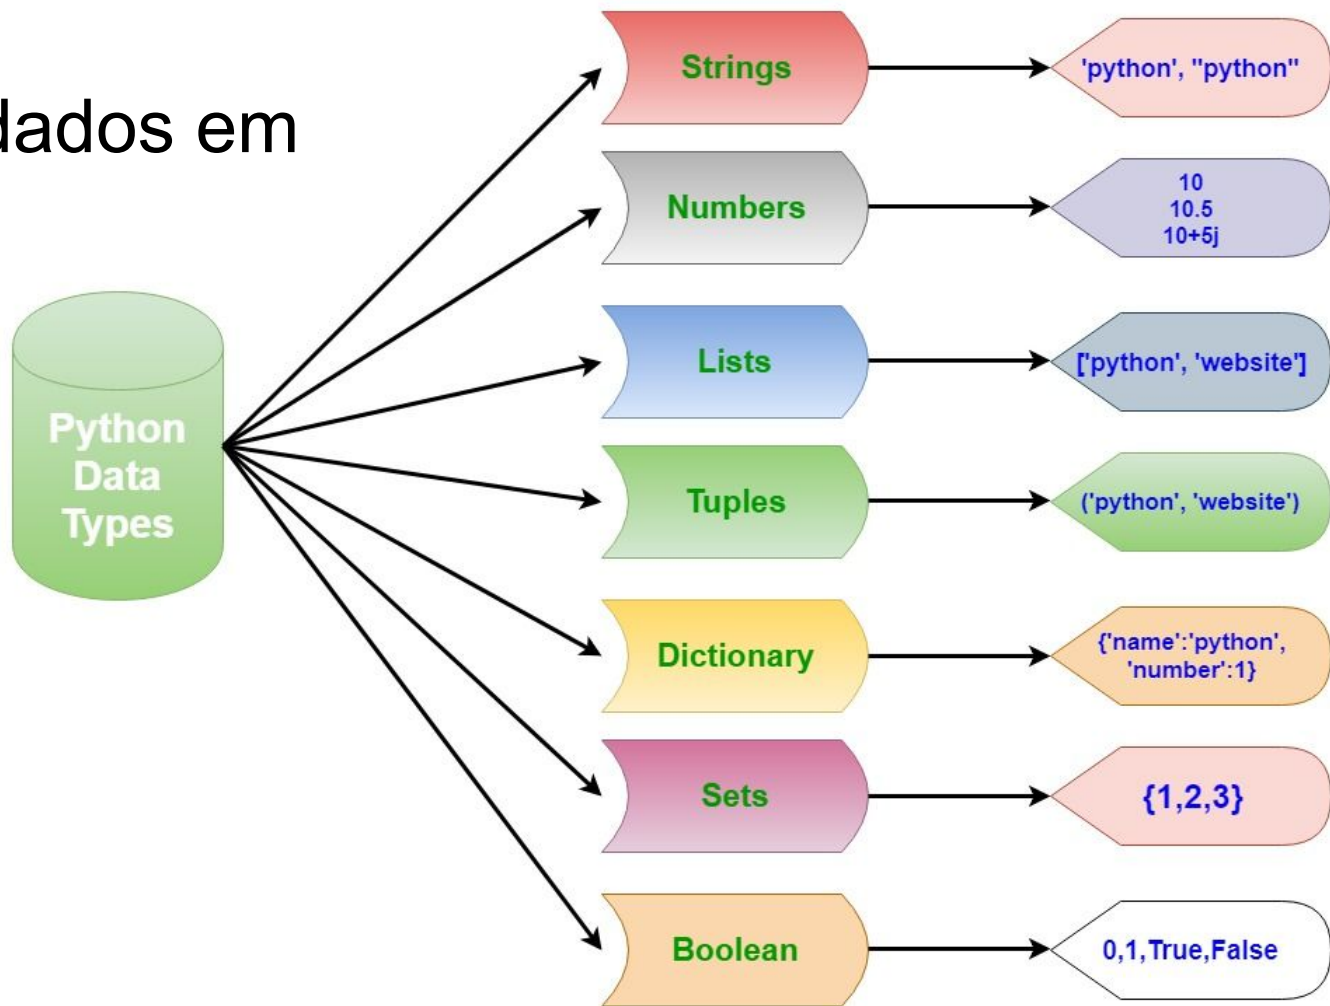 dados em
Python
Data
Types
Strings
'python', "python"
Numbers
10
10.5
10+5j
Lists
['python', 'website']
Tuples
('python', 'website')
Dictionary
{'name':'python',
'number':1}
Sets
{1,2,3}
Boolean
0,1,True,False